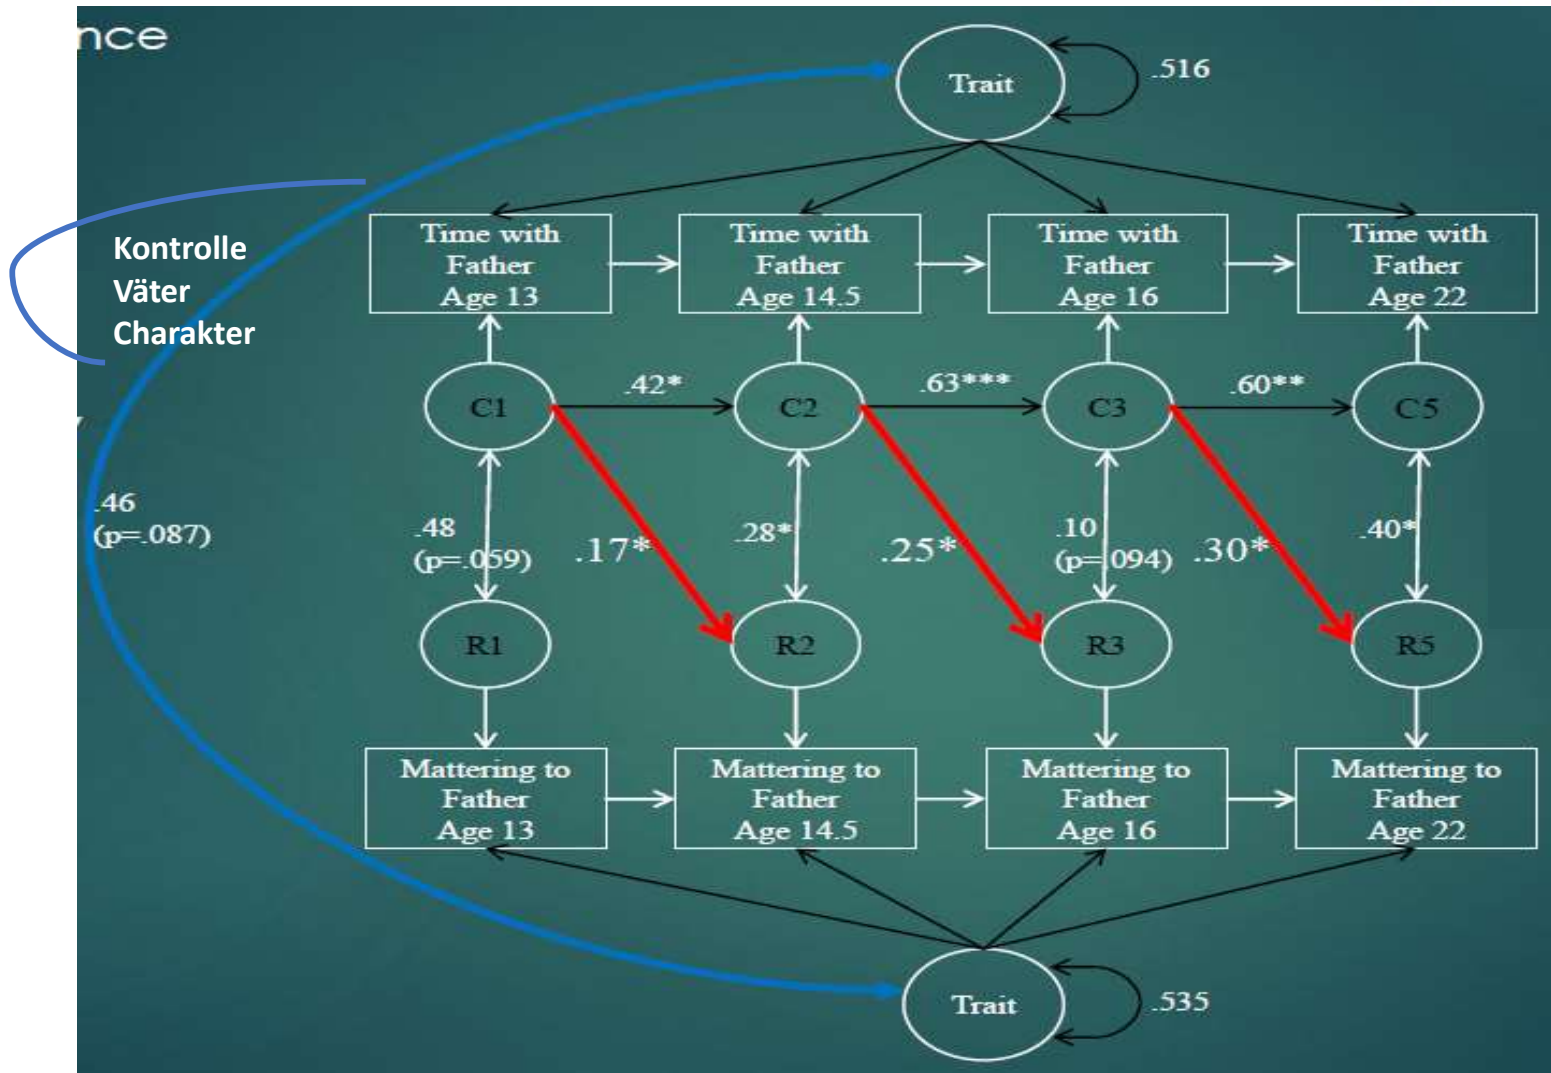 nce
Trait
.516
Kontrolle
Väter
Charakter
Time with
Father
Age 13
Time with
Father
Age 14.5
Time with
Father
Age 16
Time with
Father
Age 22
C1
.42*
C2
.63***
C3
.60**
C5
.46
(p=.087)
.48
(p=.059)
.17*
.28*
.25*
.10
(p=.094)
.30*
.40*
R1
R2
R3
R5
Mattering to
Father
Age 13
Mattering to
Father
Age 14.5
Mattering to
Father
Age 16
Mattering to
Father
Age 22
Trait
.535